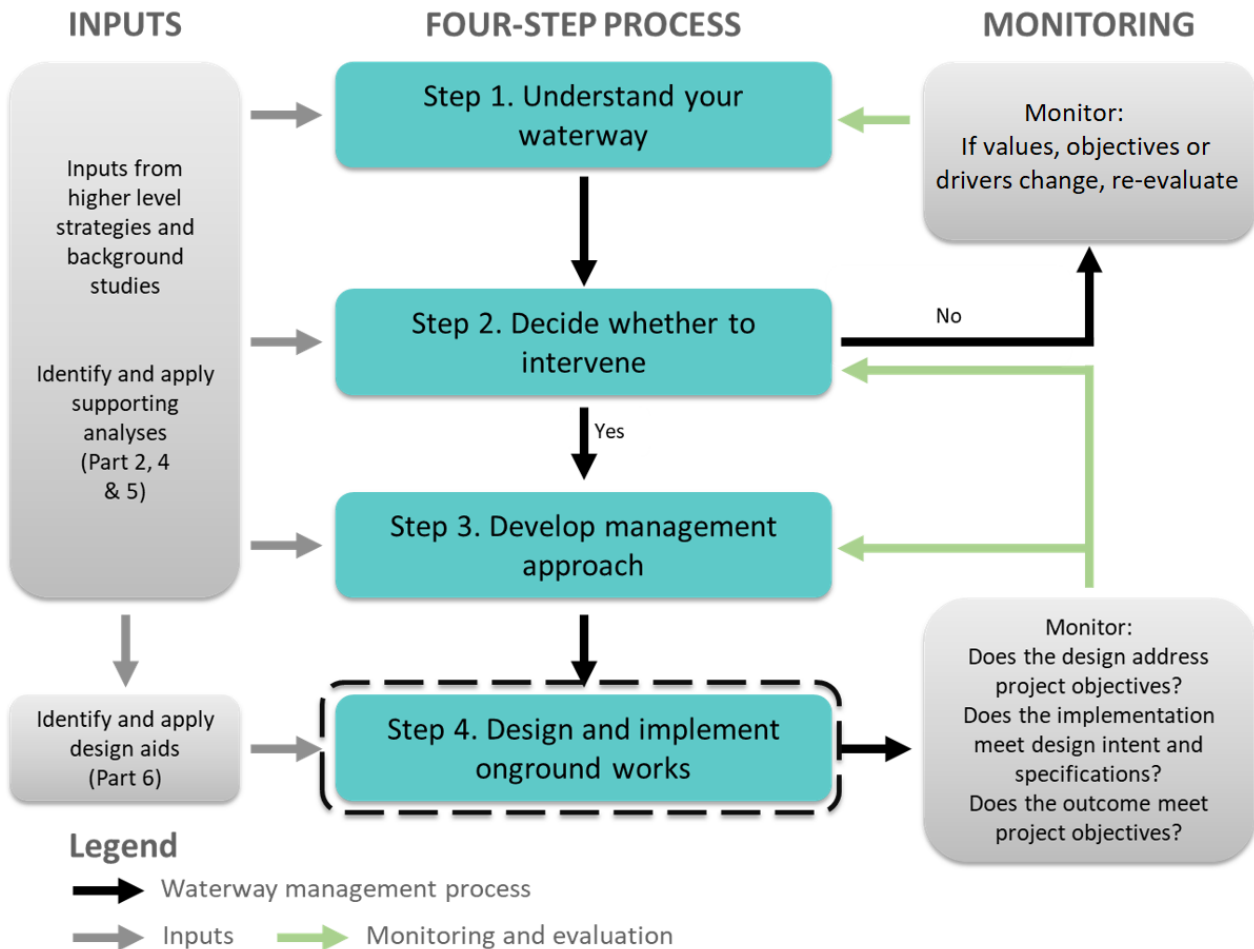 INPUTS
FOUR-STEP PROCESS
MONITORING
Inputs from
higher level
strategies and
background
studies
Identify and apply
supporting
analyses
(Part 2, 4
& 5)
Identify and apply
design aids
(Part 6)
Step 1. Understand your
waterway
Step 2. Decide whether to
intervene
No
Yes
Step 3. Develop management
approach
Step 4. Design and implement
onground works
Monitor:
If values, objectives or
drivers change, re-evaluate
Monitor:
Does the design address
project objectives?
Does the implementation
meet design intent and
specifications?
Does the outcome meet
project objectives?
Legend
Waterway management process
Inputs
Monitoring and evaluation